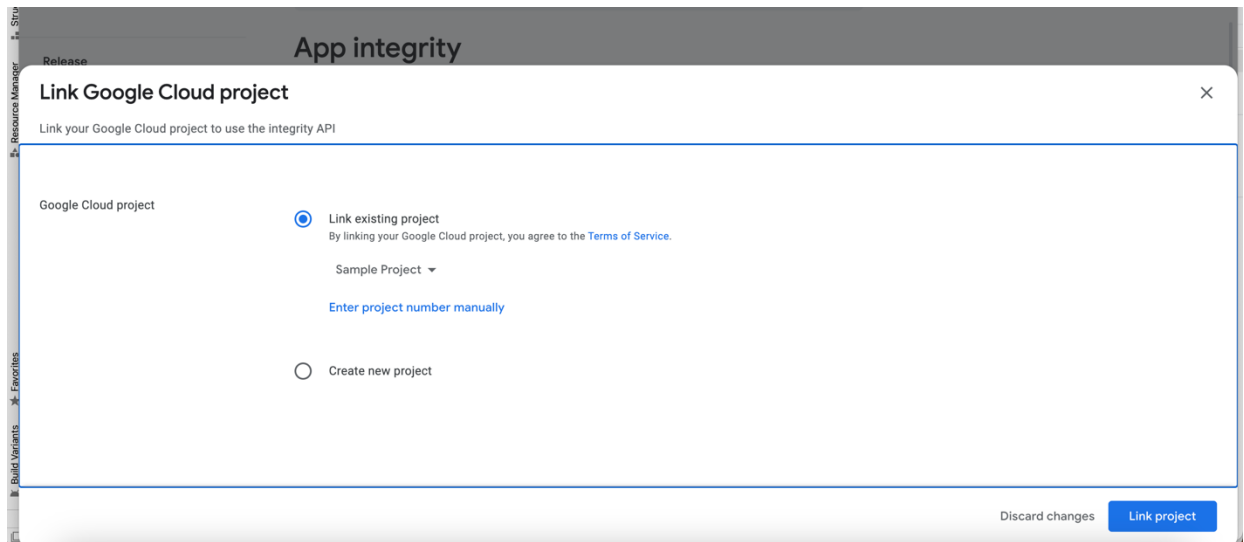 App integrity
Release
Link Google Cloud project
Link your Google Cloud project to use the integrity API
Google Cloud project
Link existing project
By linking your Google Cloud project, you agree to the Terms of Service.
Sample Project
Enter project number manually
Create new project
Discard changes
Link project
Resource Manager
Favorites
Build Variants